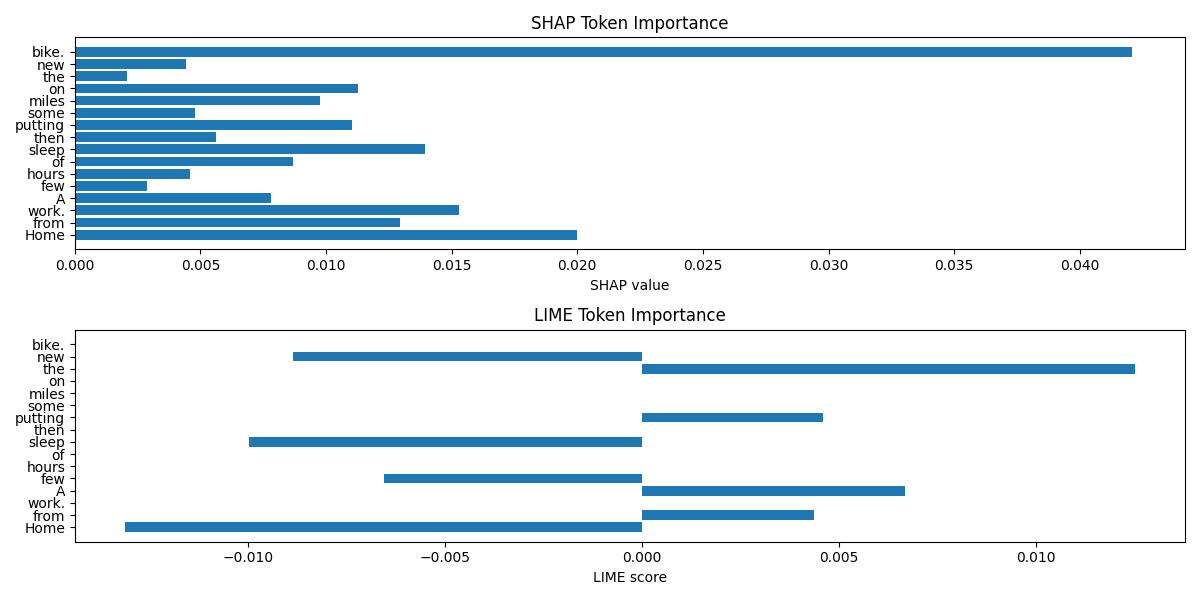 SHAP Token Importance
bike.
new
the
on
miles
some
putting
then
sleep
of
hours
few
A
work.
from
Home
0.000 0.005 0.010 0.015 0.020 0.025 0.030 0.035 0.040
SHAP value
LIME Token Importance
bike.
new
the
on
miles
some
putting
then
sleep
of
hours
few
A
work.
from
Home
−0.010 −0.005 0.000 0.005 0.010
LIME score